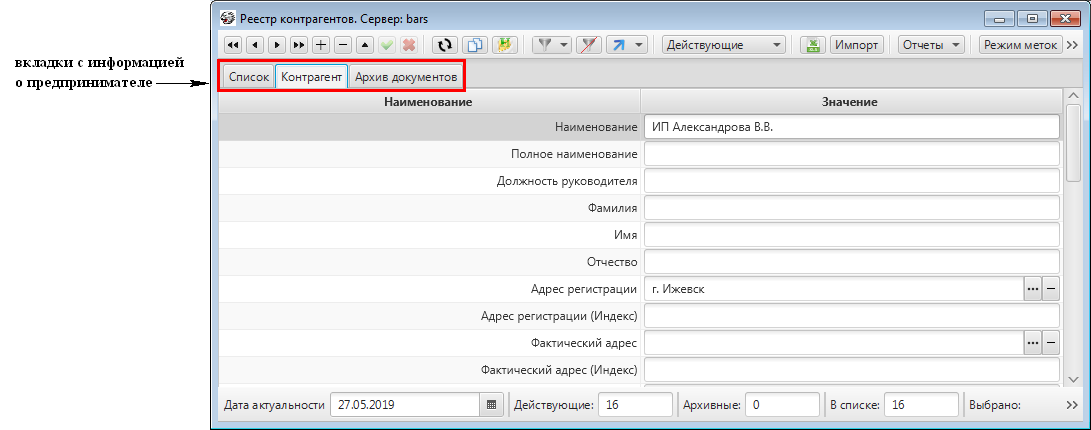 вкладки с информацией
о предпринимателе
Реестр контрагентов. Сервер: bars
Действующие Импорт Отчеты Режим меток
Список Контрагент Архив документов
Наименование Значение
Наименование ИП Александрова В.В.
Полное наименование
Должность руководителя
Фамилия
Имя
Отчество
Адрес регистрации г. Ижевск
Адрес регистрации (Индекс)
Фактический адрес
Фактический адрес (Индекс)
Дата актуальности 27.05.2019 Действующие: 16 Архивные: 0 В списке: 16 Выбрано: